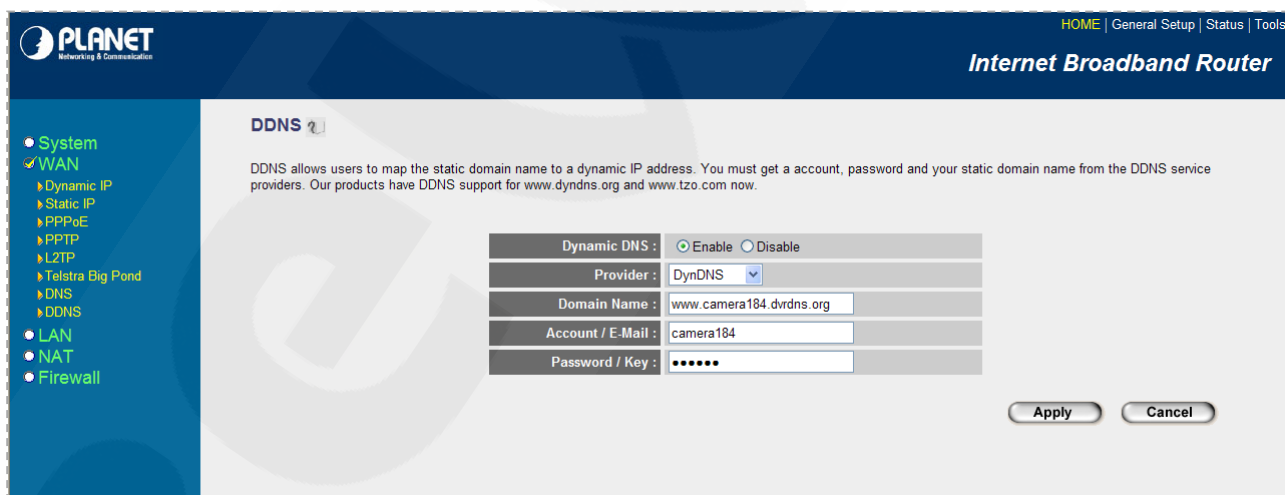 PLANET
Networking & Communication
HOME | General Setup | Status | Tools
Internet Broadband Router
System
WAN
Dynamic IP
Static IP
PPPoE
PPTP
L2TP
Telstra Big Pond
DNS
DDNS
LAN
NAT
Firewall
DDNS
DDNS allows users to map the static domain name to a dynamic IP address. You must get a account, password and your static domain name from the DDNS service
providers. Our products have DDNS support for www.dyndns.org and www.tzo.com now.
Dynamic DNS : Enable Disable
Provider : DynDNS
Domain Name : www.camera184.dvrdns.org
Account / E-Mail : camera184
Password / Key : ●●●●●●
Apply Cancel